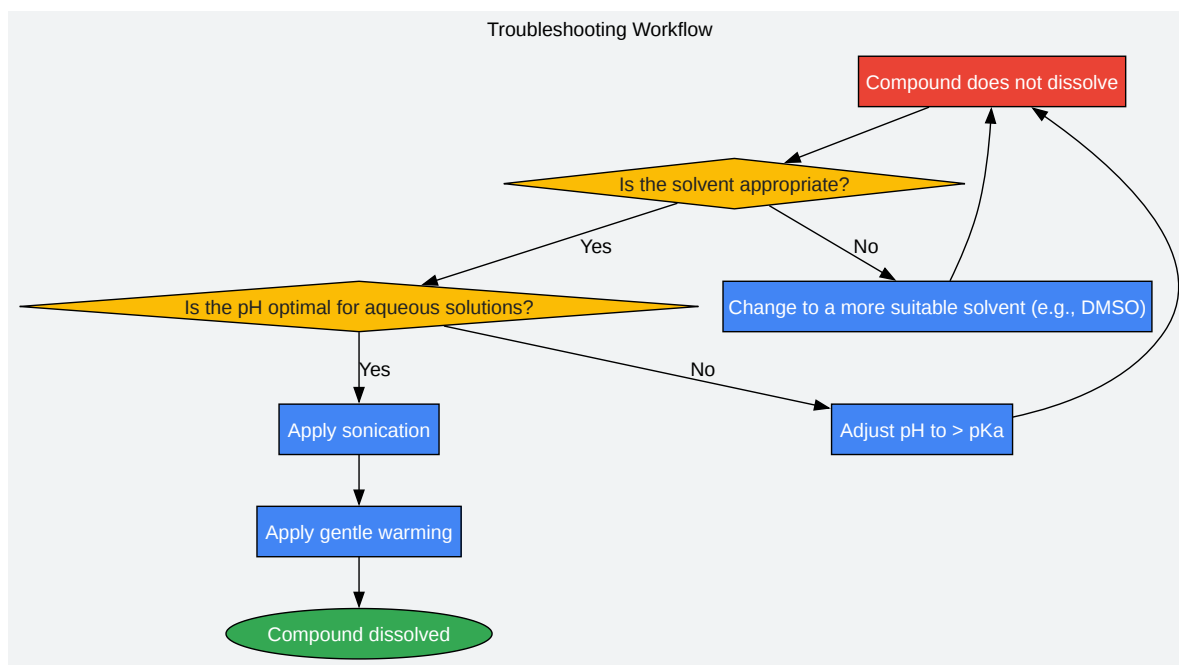 Troubleshooting Workflow
Compound does not dissolve
Is the solvent appropriate?
Yes
No
Is the pH optimal for aqueous solutions?
Change to a more suitable solvent (e.g., DMSO)
Yes
No
Apply sonication
Adjust pH to > pKa
Apply gentle warming
Compound dissolved